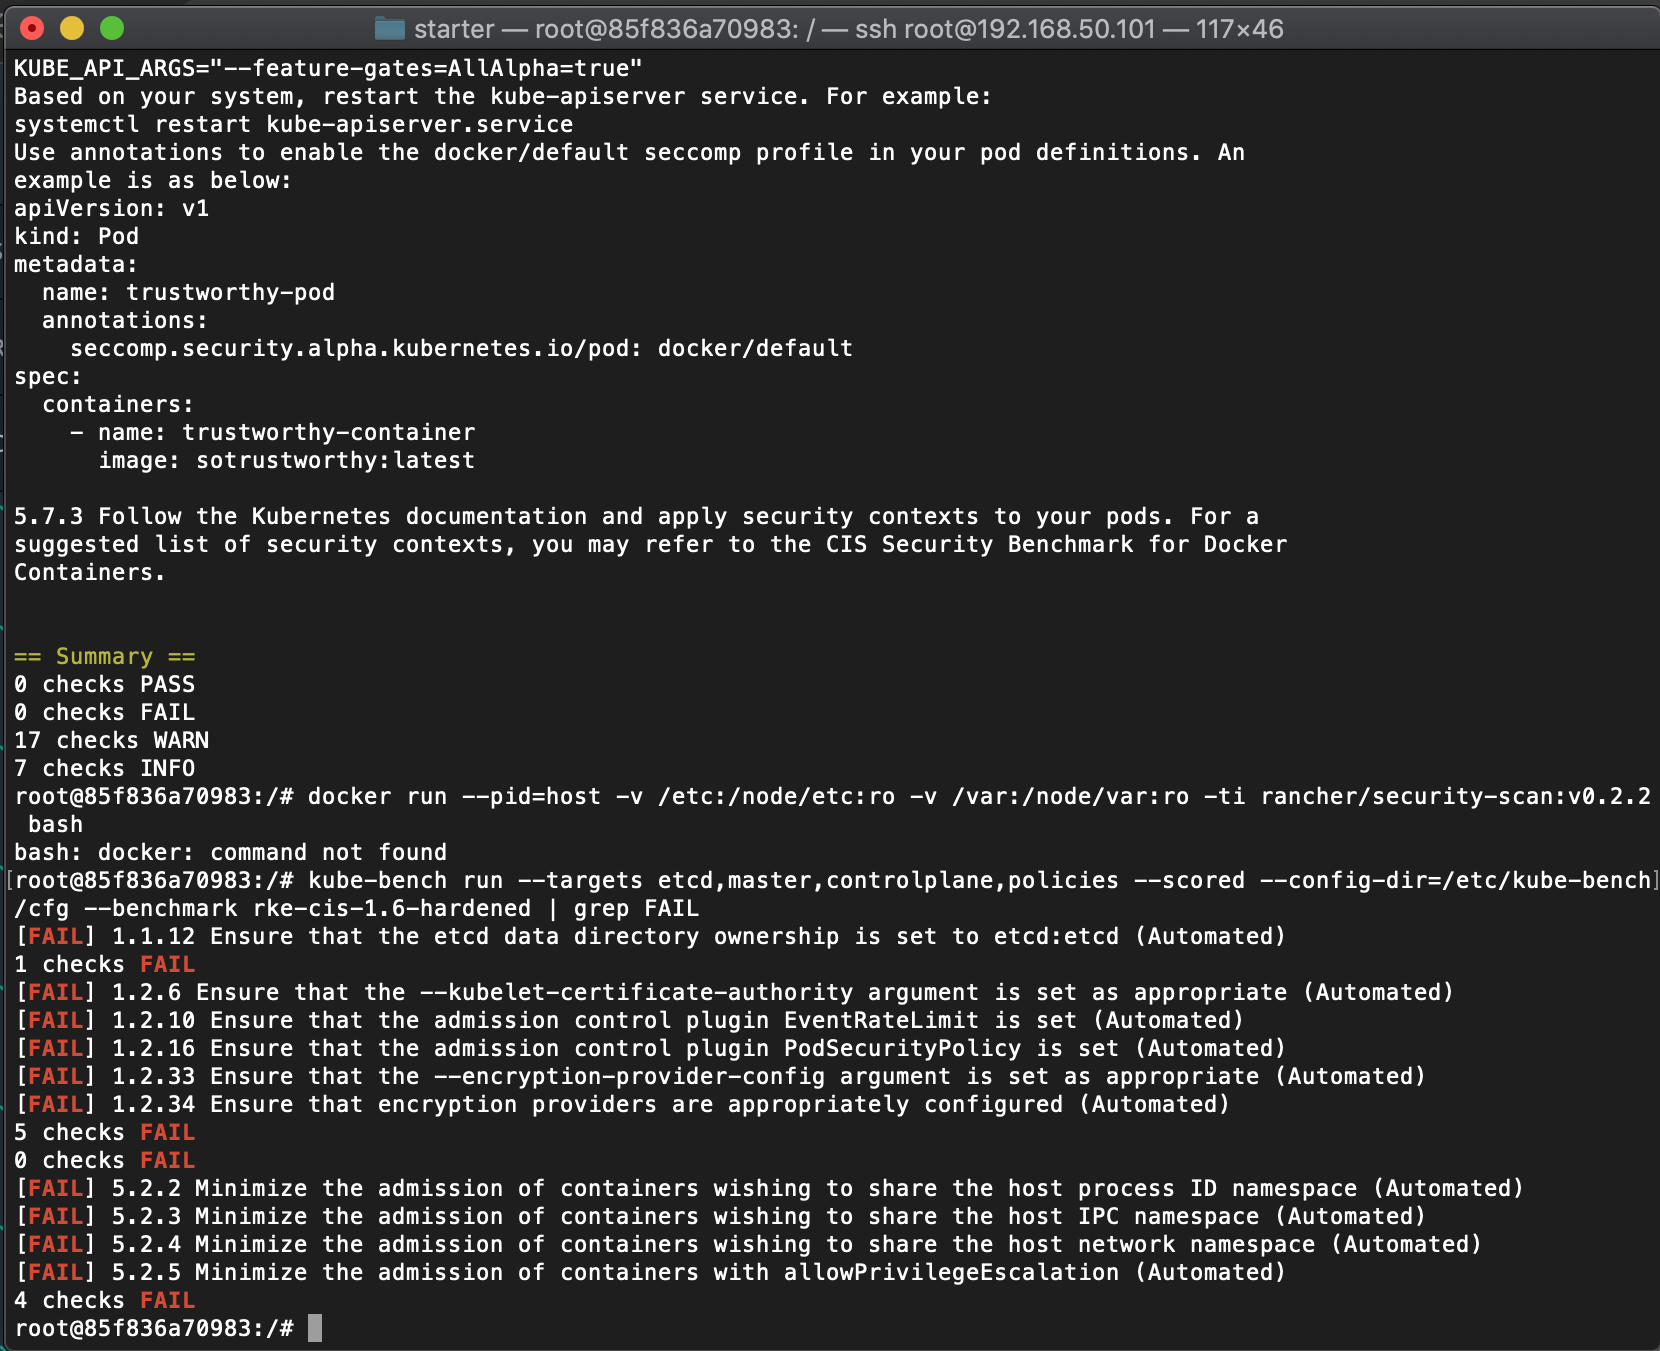 starter — root@85f836a70983: / — ssh root@192.168.50.101 — 117×46
KUBE_API_ARGS="--feature-gates=AllAlpha=true"
Based on your system, restart the kube-apiserver service. For example:
systemctl restart kube-apiserver.service
Use annotations to enable the docker/default seccomp profile in your pod definitions. An
example is as below:
apiVersion: v1
kind: Pod
metadata:
  name: trustworthy-pod
  annotations:
    seccomp.security.alpha.kubernetes.io/pod: docker/default
spec:
  containers:
    - name: trustworthy-container
      image: sotrustworthy:latest
5.7.3 Follow the Kubernetes documentation and apply security contexts to your pods. For a
suggested list of security contexts, you may refer to the CIS Security Benchmark for Docker
Containers.
== Summary ==
0 checks PASS
0 checks FAIL
17 checks WARN
7 checks INFO
root@85f836a70983:/# docker run --pid=host -v /etc:/node/etc:ro -v /var:/node/var:ro -ti rancher/security-scan:v0.2.2
 bash
bash: docker: command not found
[root@85f836a70983:/# kube-bench run --targets etcd,master,controlplane,policies --scored --config-dir=/etc/kube-bench]
/cfg --benchmark rke-cis-1.6-hardened | grep FAIL
[FAIL] 1.1.12 Ensure that the etcd data directory ownership is set to etcd:etcd (Automated)
1 checks FAIL
[FAIL] 1.2.6 Ensure that the --kubelet-certificate-authority argument is set as appropriate (Automated)
[FAIL] 1.2.10 Ensure that the admission control plugin EventRateLimit is set (Automated)
[FAIL] 1.2.16 Ensure that the admission control plugin PodSecurityPolicy is set (Automated)
[FAIL] 1.2.33 Ensure that the --encryption-provider-config argument is set as appropriate (Automated)
[FAIL] 1.2.34 Ensure that encryption providers are appropriately configured (Automated)
5 checks FAIL
0 checks FAIL
[FAIL] 5.2.2 Minimize the admission of containers wishing to share the host process ID namespace (Automated)
[FAIL] 5.2.3 Minimize the admission of containers wishing to share the host IPC namespace (Automated)
[FAIL] 5.2.4 Minimize the admission of containers wishing to share the host network namespace (Automated)
[FAIL] 5.2.5 Minimize the admission of containers with allowPrivilegeEscalation (Automated)
4 checks FAIL
root@85f836a70983:/#